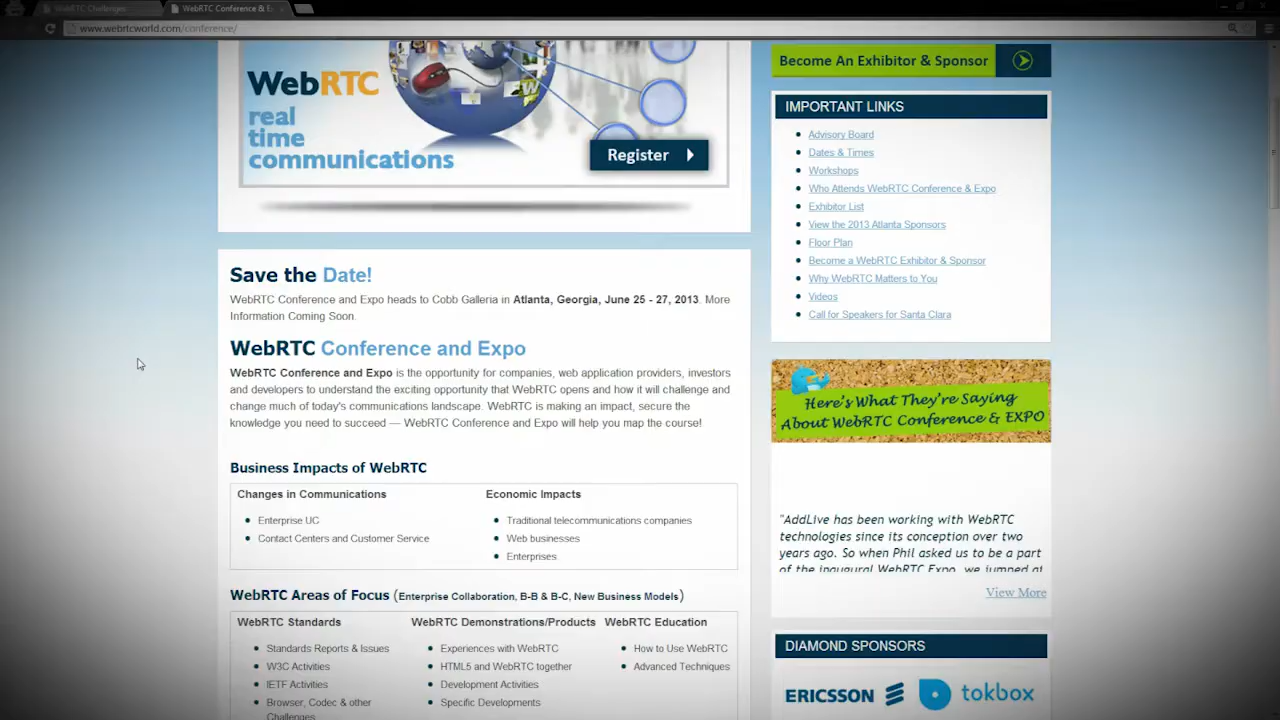 WebRTC Challenges
WebRTC Conference & E
www.webrtcworld.com/conference/
WebRTC
real
time
communications
Register
Save the Date!
WebRTC Conference and Expo heads to Cobb Galleria in Atlanta, Georgia, June 25 - 27, 2013. More
Information Coming Soon.
WebRTC Conference and Expo
WebRTC Conference and Expo is the opportunity for companies, web application providers, investors
and developers to understand the exciting opportunity that WebRTC opens and how it will challenge and
change much of today's communications landscape. WebRTC is making an impact, secure the
knowledge you need to succeed — WebRTC Conference and Expo will help you map the course!
Business Impacts of WebRTC
Changes in Communications
Enterprise UC
Contact Centers and Customer Service
Economic Impacts
Traditional telecommunications companies
Web businesses
Enterprises
WebRTC Areas of Focus (Enterprise Collaboration, B-B & B-C, New Business Models)
WebRTC Standards
Standards Reports & Issues
W3C Activities
IETF Activities
Browser, Codec & other
Challenges
WebRTC Demonstrations/Products
Experiences with WebRTC
HTML5 and WebRTC together
Development Activities
Specific Developments
WebRTC Education
How to Use WebRTC
Advanced Techniques
Become An Exhibitor & Sponsor
IMPORTANT LINKS
Advisory Board
Dates & Times
Workshops
Who Attends WebRTC Conference & Expo
Exhibitor List
View the 2013 Atlanta Sponsors
Floor Plan
Become a WebRTC Exhibitor & Sponsor
Why WebRTC Matters to You
Videos
Call for Speakers for Santa Clara
Here's What They're Saying
About WebRTC Conference & EXPO
"AddLive has been working with WebRTC
technologies since its conception over two
years ago. So when Phil asked us to be a part
of the inaugural WebRTC Expo, we jumped at
View More
DIAMOND SPONSORS
ERICSSON
tokbox